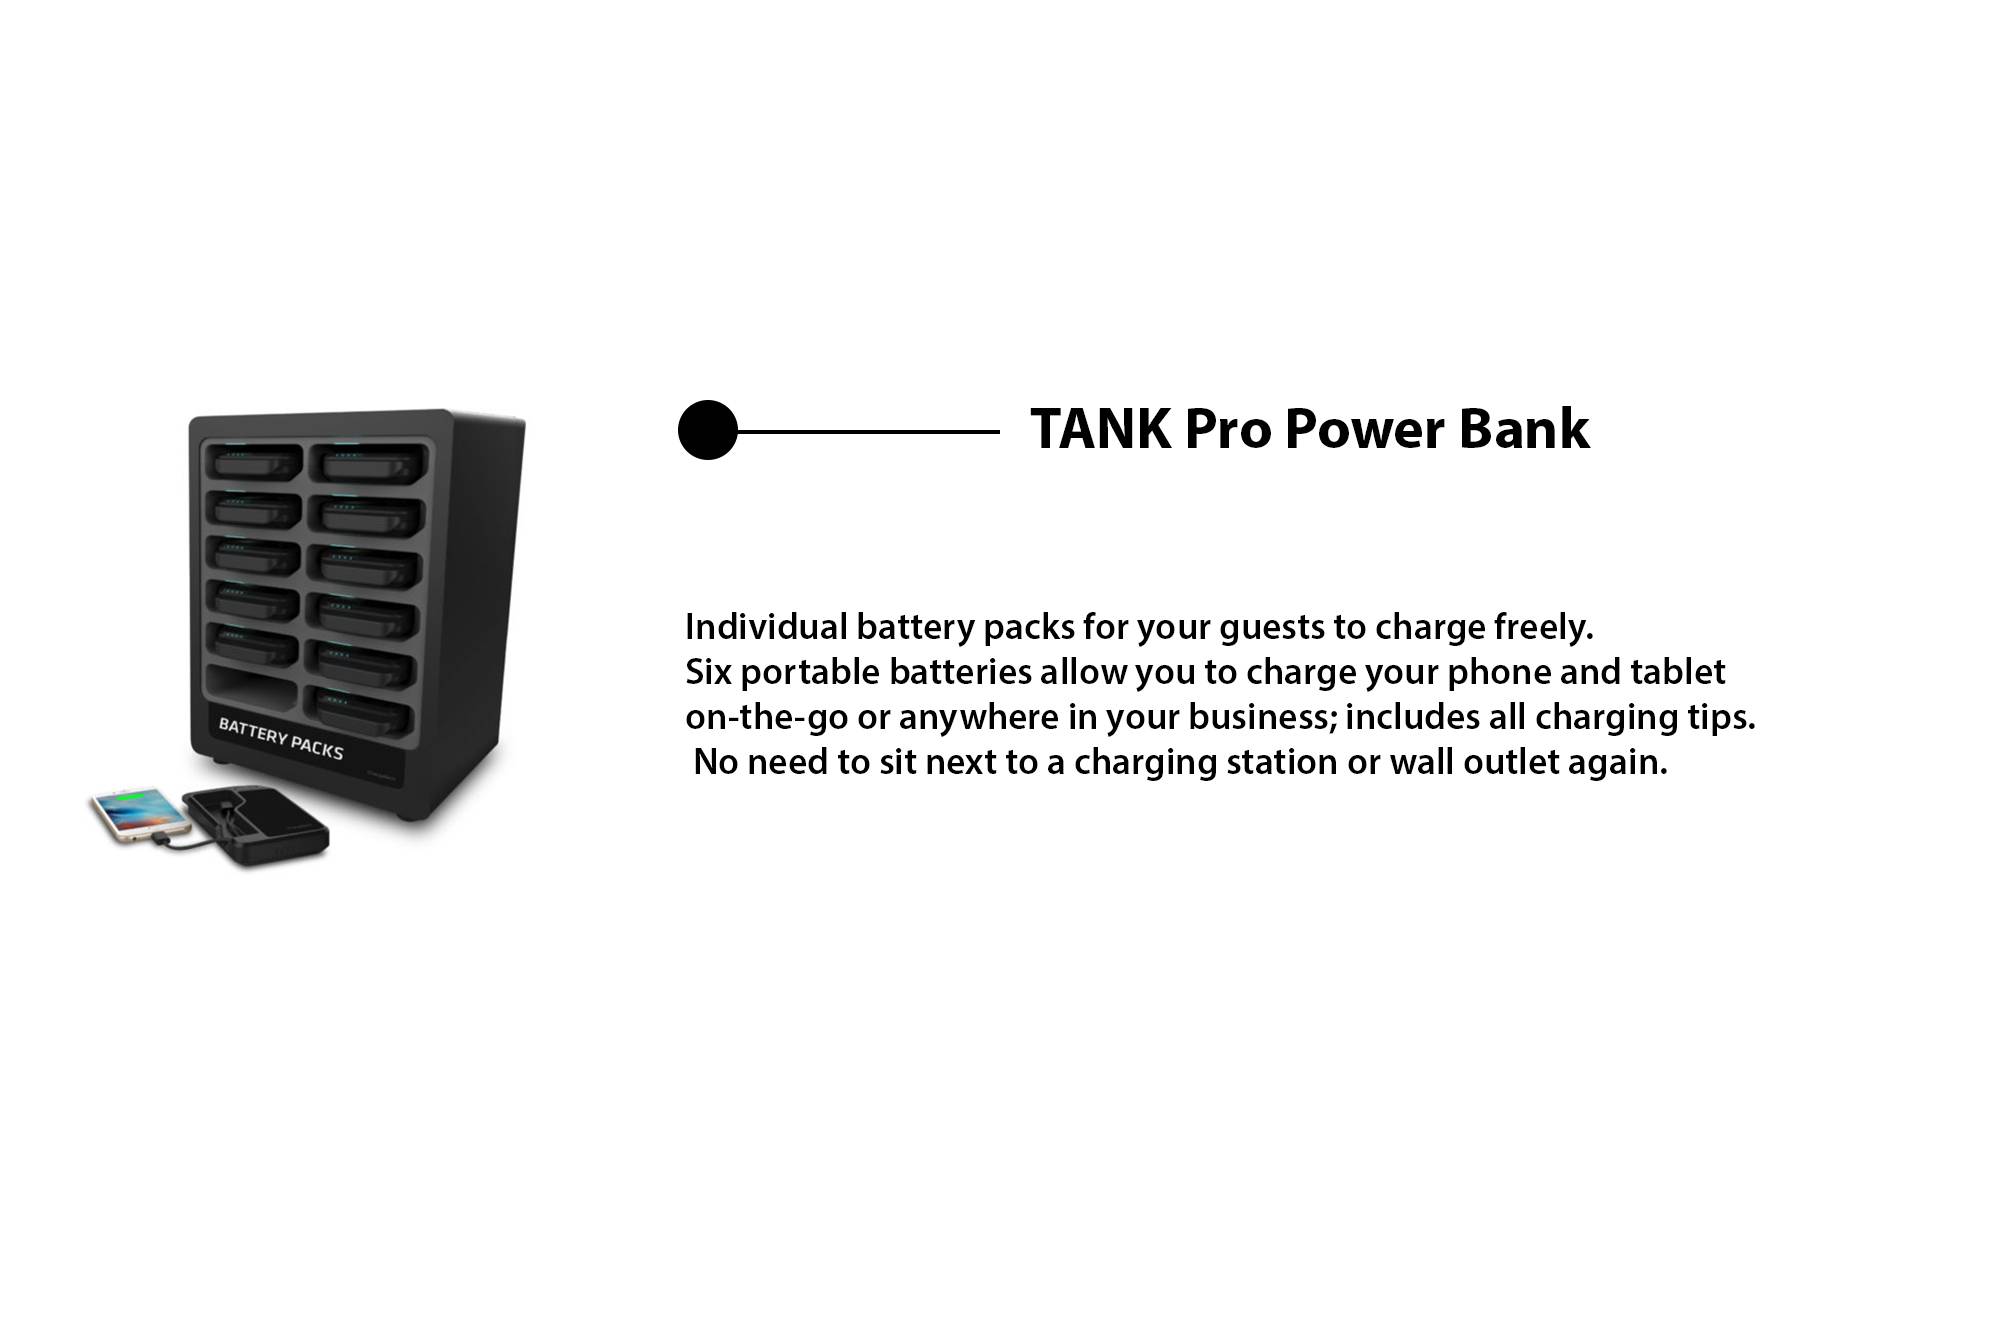 TANK Pro Power Bank
Individual battery packs for your guests to charge freely.
Six portable batteries allow you to charge your phone and tablet
on-the-go or anywhere in your business; includes all charging tips.
No need to sit next to a charging station or wall outlet again.
BATTERY PACKS